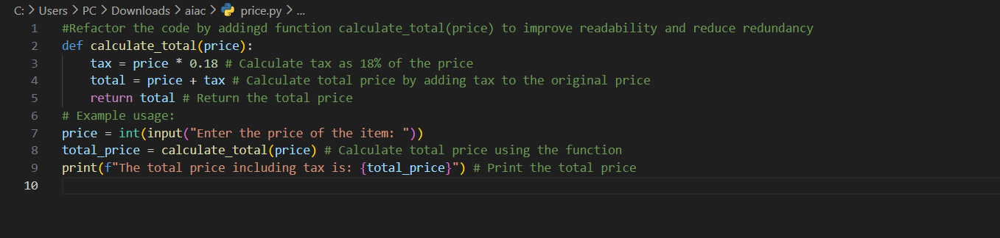 C: > Users > PC > Downloads > aiac > price.py > ...
1 #Refactor the code by addingd function calculate_total(price) to improve readability and reduce redundancy
2 def calculate_total(price):
3     tax = price * 0.18 # Calculate tax as 18% of the price
4     total = price + tax # Calculate total price by adding tax to the original price
5     return total # Return the total price
6 # Example usage:
7 price = int(input("Enter the price of the item: "))
8 total_price = calculate_total(price) # Calculate total price using the function
9 print(f"The total price including tax is: {total_price}") # Print the total price
10